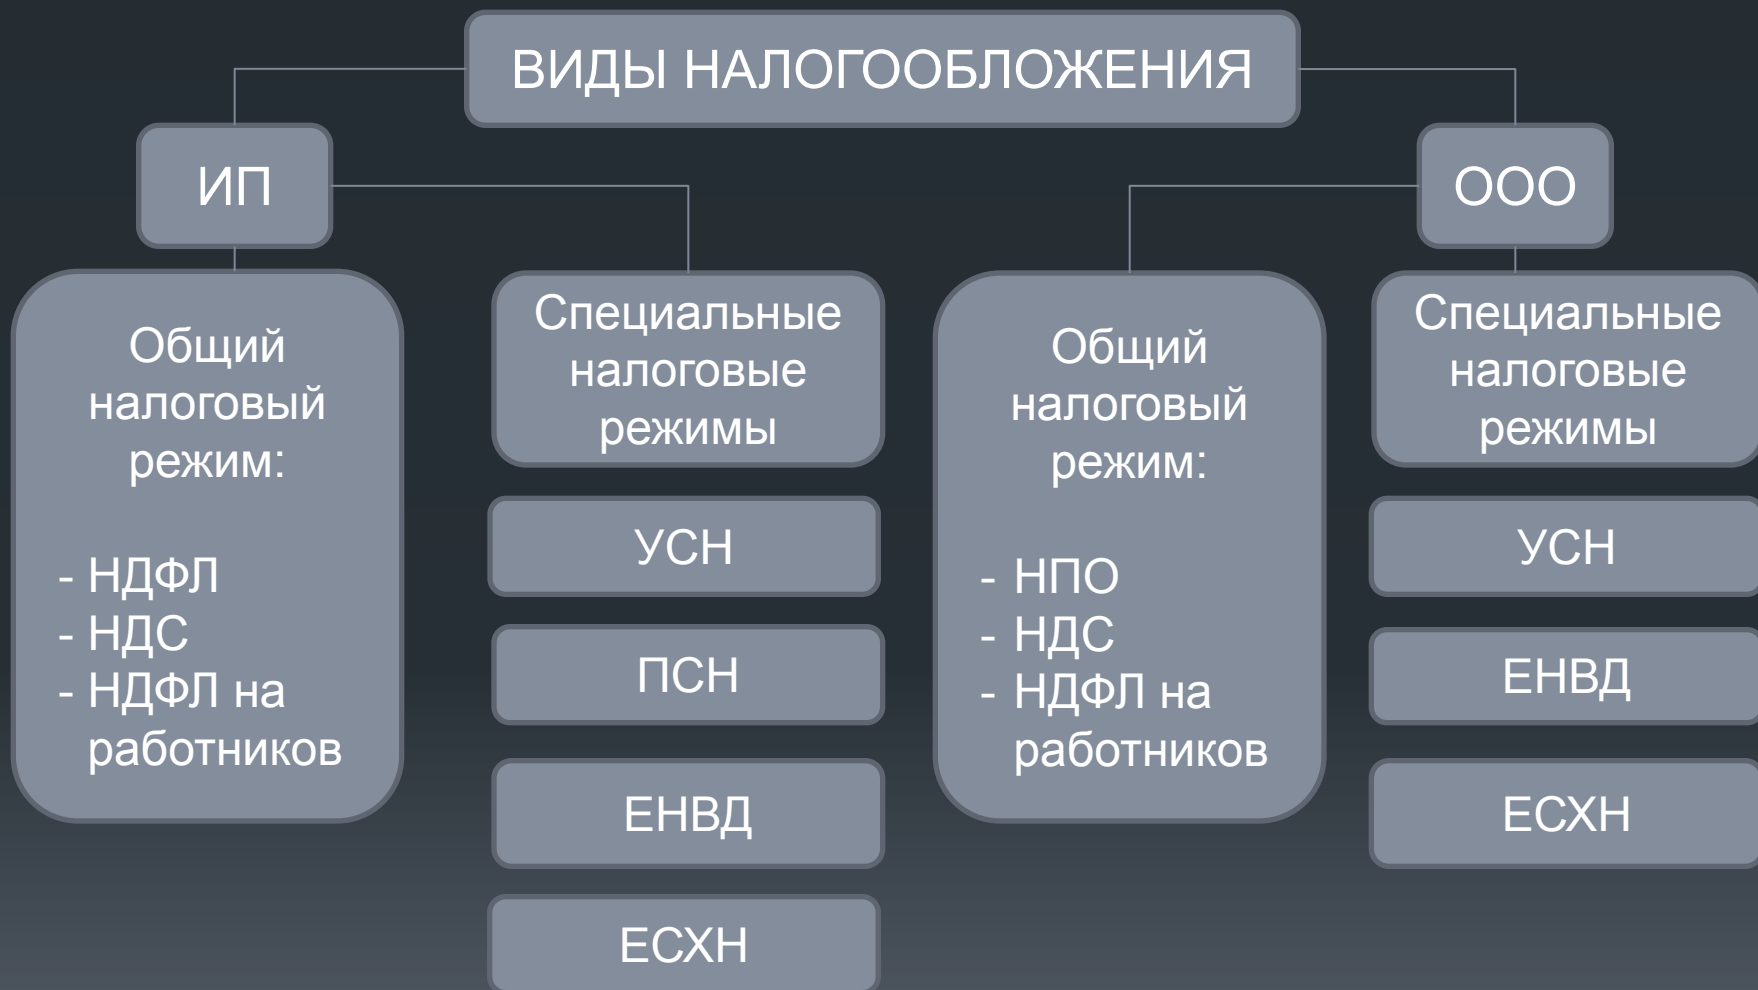 ВИДЫ НАЛОГООБЛОЖЕНИЯ
ИП
ООО
Общий
налоговый
режим:
- НДФЛ
- НДС
- НДФЛ на
работников
Специальные
налоговые
режимы
УСН
ПСН
ЕНВД
ЕСХН
Общий
налоговый
режим:
- НПО
- НДС
- НДФЛ на
работников
Специальные
налоговые
режимы
УСН
ЕНВД
ЕСХН